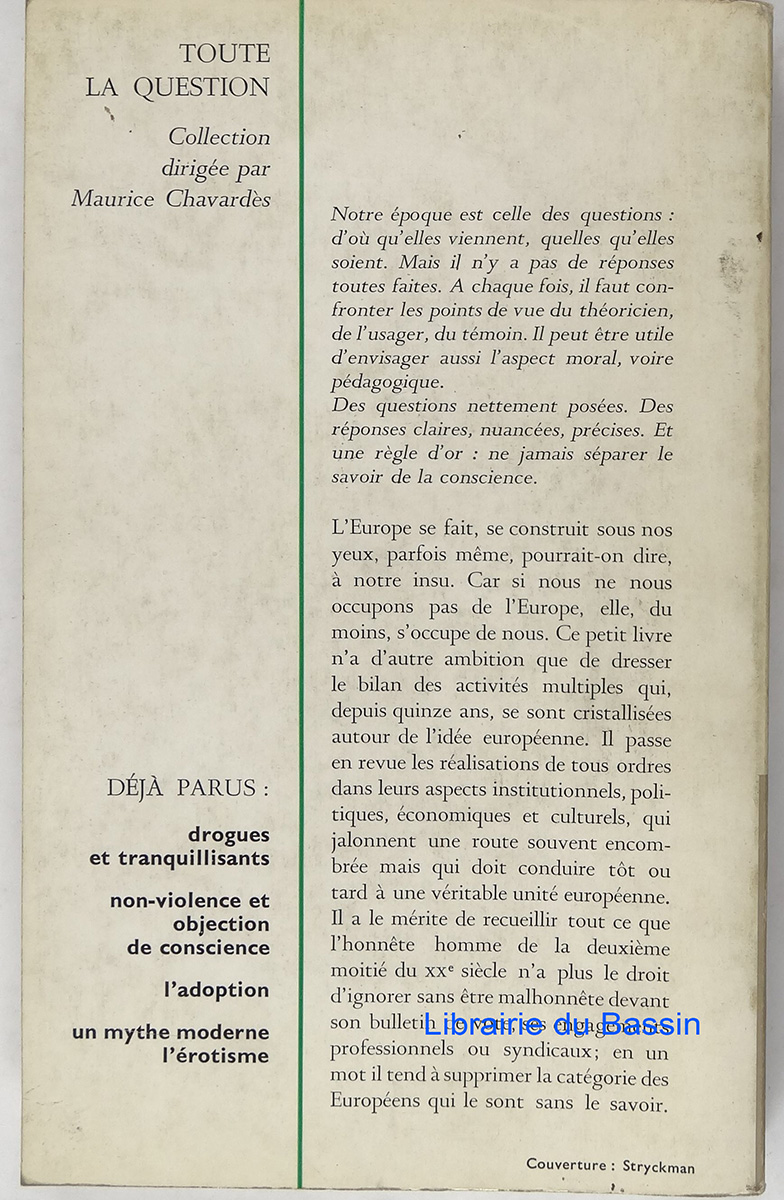 TOUTE
LA QUESTION
Collection
dirigée par
Maurice Chavardès
Notre époque est celle des questions :
d'où qu'elles viennent, quelles qu'elles
soient. Mais il n'y a pas de réponses
toutes faites. A chaque fois, il faut con-
fronter les points de vue du théoricien,
de l'usager, du témoin. Il peut être utile
d'envisager aussi l'aspect moral, voire
pédagogique.
Des questions nettement posées. Des
réponses claires, nuancées, précises. Et
une règle d'or : ne jamais séparer le
savoir de la conscience.
L'Europe se fait, se construit sous nos
yeux, parfois même, pourrait-on dire,
à notre insu. Car si nous ne nous
occupons pas de l'Europe, elle, du
moins, s'occupe de nous. Ce petit livre
n'a d'autre ambition que de dresser
le bilan des activités multiples qui,
depuis quinze ans, se sont cristallisées
autour de l'idée européenne. Il passe
en revue les réalisations de tous ordres
dans leurs aspects institutionnels, poli-
tiques, économiques et culturels, qui
jalonnent une route souvent encom-
brée mais qui doit conduire tôt ou
tard à une véritable unité européenne.
Il a le mérite de recueillir tout ce que
l'honnête homme de la deuxième
moitié du XXe siècle n'a plus le droit
d'ignorer sans être malhonnête devant
son bulletin de vote, ses engagements
professionnels ou syndicaux; en un
mot il tend à supprimer la catégorie des
Européens qui le sont sans le savoir.
DÉJÀ PARUS :
drogues
et tranquillisants
non-violence et
objection
de conscience
l'adoption
un mythe moderne
l'érotisme
Librairie du Bassin
Couverture : Stryckman